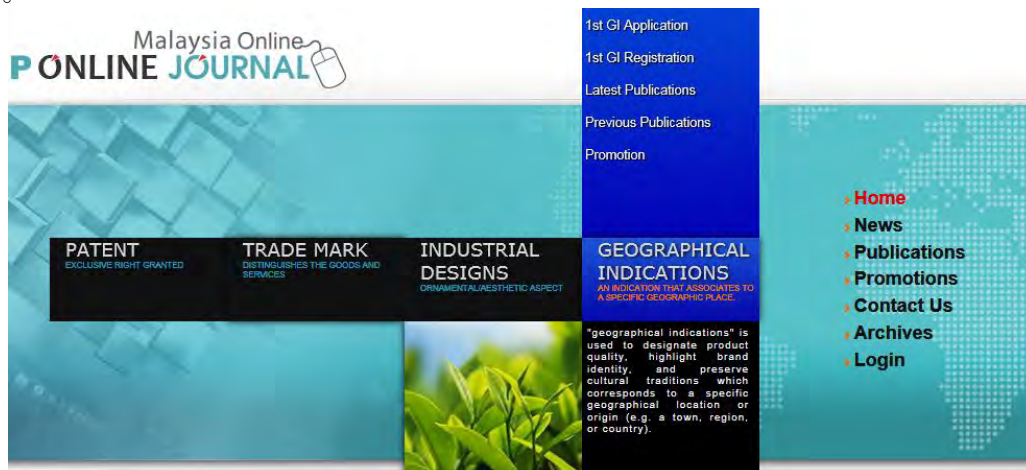 Malaysia Online
P ONLINE JOURNAL
1st GI Application
1st GI Registration
Latest Publications
Previous Publications
Promotion
PATENT
EXCLUSIVE RIGHT GRANTED
TRADE MARK
DISTINGUISHES THE GOODS AND
SERVICES
INDUSTRIAL
DESIGNS
ORNAMENTAL/AESTHETIC ASPECT
GEOGRAPHICAL
INDICATIONS
AN INDICATION THAT ASSOCIATES TO
A SPECIFIC GEOGRAPHIC PLACE.
"geographical indications" is
used to designate product
quality, highlight brand
identity, and preserve
cultural traditions which
corresponds to a specific
geographical location or
origin (e.g. a town, region,
or country).
Home
News
Publications
Promotions
Contact Us
Archives
Login